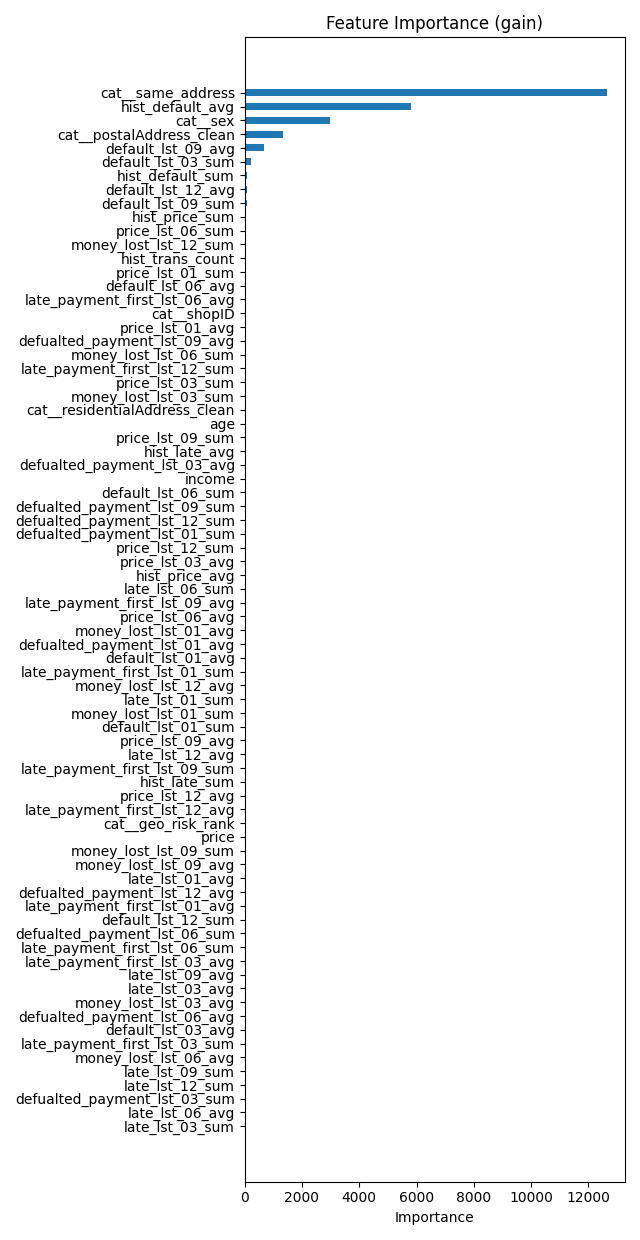 Feature Importance (gain)
cat__same_address
hist_default_avg
cat__sex
cat__postalAddress_clean
default_lst_09_avg
default_lst_03_sum
hist_default_sum
default_lst_12_avg
default_lst_09_sum
hist_price_sum
price_lst_06_sum
money_lost_lst_12_sum
hist_trans_count
price_lst_01_sum
default_lst_06_avg
late_payment_first_lst_06_avg
cat__shopID
price_lst_01_avg
defualted_payment_lst_09_avg
money_lost_lst_06_sum
late_payment_first_lst_12_sum
price_lst_03_sum
money_lost_lst_03_sum
cat__residentialAddress_clean
age
price_lst_09_sum
hist_late_avg
defualted_payment_lst_03_avg
income
default_lst_06_sum
defualted_payment_lst_09_sum
defualted_payment_lst_12_sum
defualted_payment_lst_01_sum
price_lst_12_sum
price_lst_03_avg
hist_price_avg
late_lst_06_sum
late_payment_first_lst_09_avg
price_lst_06_avg
money_lost_lst_01_avg
defualted_payment_lst_01_avg
default_lst_01_avg
late_payment_first_lst_01_sum
money_lost_lst_12_avg
late_lst_01_sum
money_lost_lst_01_sum
default_lst_01_sum
price_lst_09_avg
late_lst_12_avg
late_payment_first_lst_09_sum
hist_late_sum
price_lst_12_avg
late_payment_first_lst_12_avg
cat__geo_risk_rank
price
money_lost_lst_09_sum
money_lost_lst_09_avg
late_lst_01_avg
defualted_payment_lst_12_avg
late_payment_first_lst_01_avg
default_lst_12_sum
defualted_payment_lst_06_sum
late_payment_first_lst_06_sum
late_payment_first_lst_03_avg
late_lst_09_avg
late_lst_03_avg
money_lost_lst_03_avg
defualted_payment_lst_06_avg
default_lst_03_avg
late_payment_first_lst_03_sum
money_lost_lst_06_avg
late_lst_09_sum
late_lst_12_sum
defualted_payment_lst_03_sum
late_lst_06_avg
late_lst_03_sum
0 2000 4000 6000 8000 10000 12000
Importance